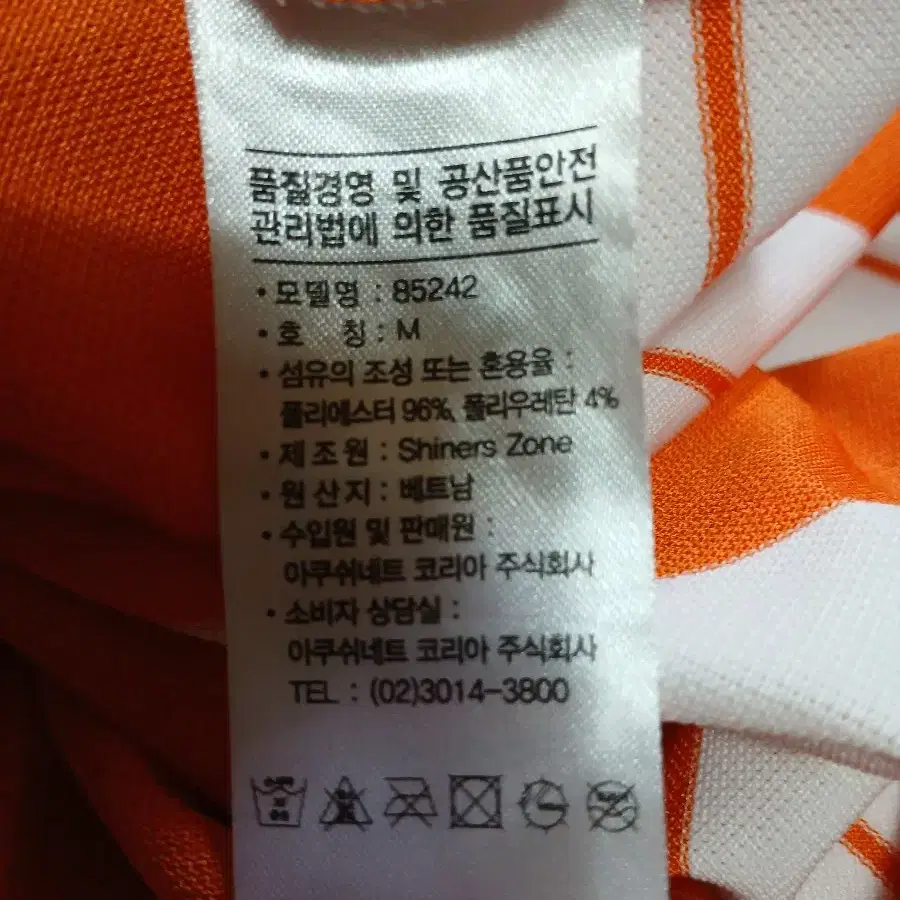 품질경영 및 공산품안전
관리법에 의한 품질표시
• 모델명 : 85242
• 호 칭 : M
• 섬유의 조성 또는 혼용율 :
폴리에스터 96%, 폴리우레탄 4%
• 제조원 : Shiners Zone
• 원산지 : 베트남
• 수입원 및 판매원 :
아쿠쉬네트 코리아 주식회사
• 소비자 상담실 :
아쿠쉬네트 코리아 주식회사
TEL : (02)3014-3800